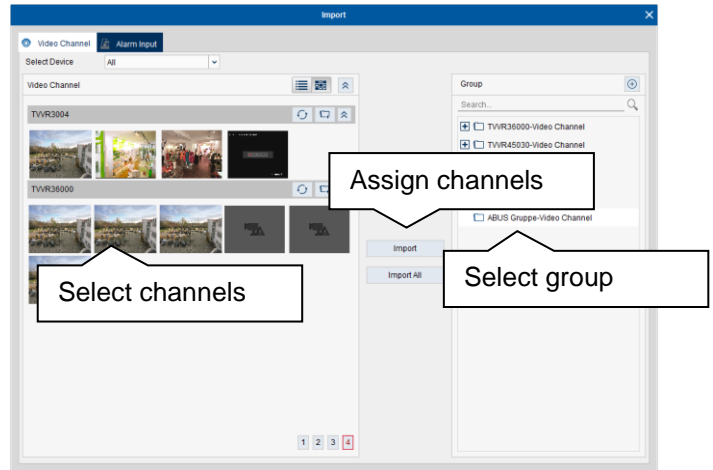 Import
Video Channel
Alarm Input
Select Device
All
Video Channel
Group
Search...
TVVR3004
TVVR36000-Video Channel
TVVR45030-Video Channel
Assign channels
TVVR36000
ABUS Gruppe-Video Channel
Import
Select channels
Import All
Select group
1 2 3 4